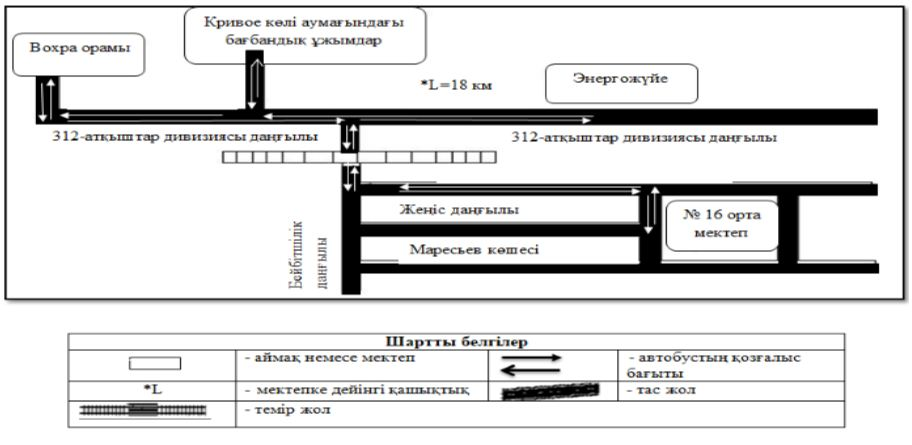 Кривое көлі аумағындағы
бағбандық ұжымдар
Вохра орамы
*L=18 км
Энергожүйе
312-атқыштар дивизиясы даңғылы
312-атқыштар дивизиясы даңғылы
Жеңіс даңғылы
№ 16 орта
мектеп
Маресьев көшесі
Бейбітшілік
даңғылы
Шартты белгілер
- аймақ немесе мектеп
- автобустың қозғалыс
бағыты
*L
- мектепке дейінгі қашықтық
- тас жол
- темір жол